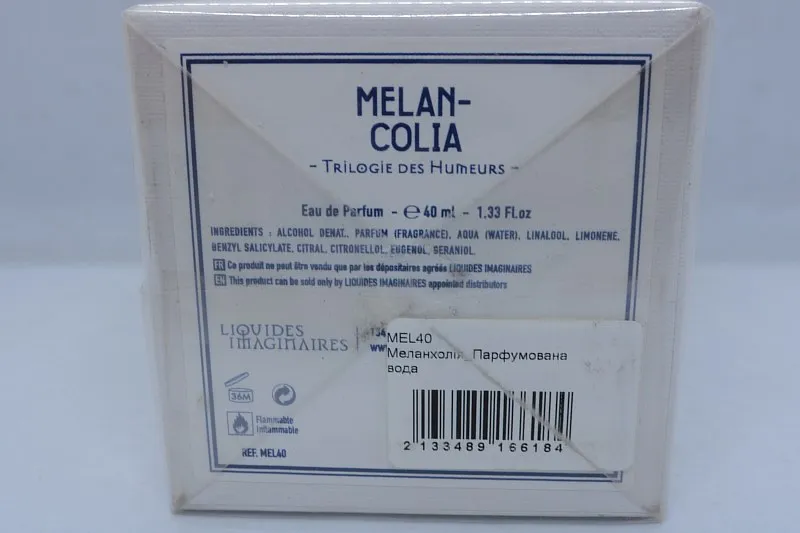 MELAN-
COLIA
- TRILOGIE DES HUMEURS -
Eau de Parfum - ℮ 40 ml - 1.33 Fl.oz
INGREDIENTS : ALCOHOL DENAT., PARFUM (FRAGRANCE), AQUA (WATER), LINALOOL, LIMONENE,
BENZYL SALICYLATE, CITRAL, CITRONELLOL, EUGENOL, GERANIOL.
FR Ce produit ne peut être vendu que par les dépositaires agréés LIQUIDES IMAGINAIRES
EN This product can be sold only by LIQUIDES IMAGINAIRES appointed distributors
LIQUIDES
IMAGINAIRES
MEL40
Меланхолія_Парфумована
вода
2 133489 166184
36M
Flammable
Inflammable
REF. MEL40